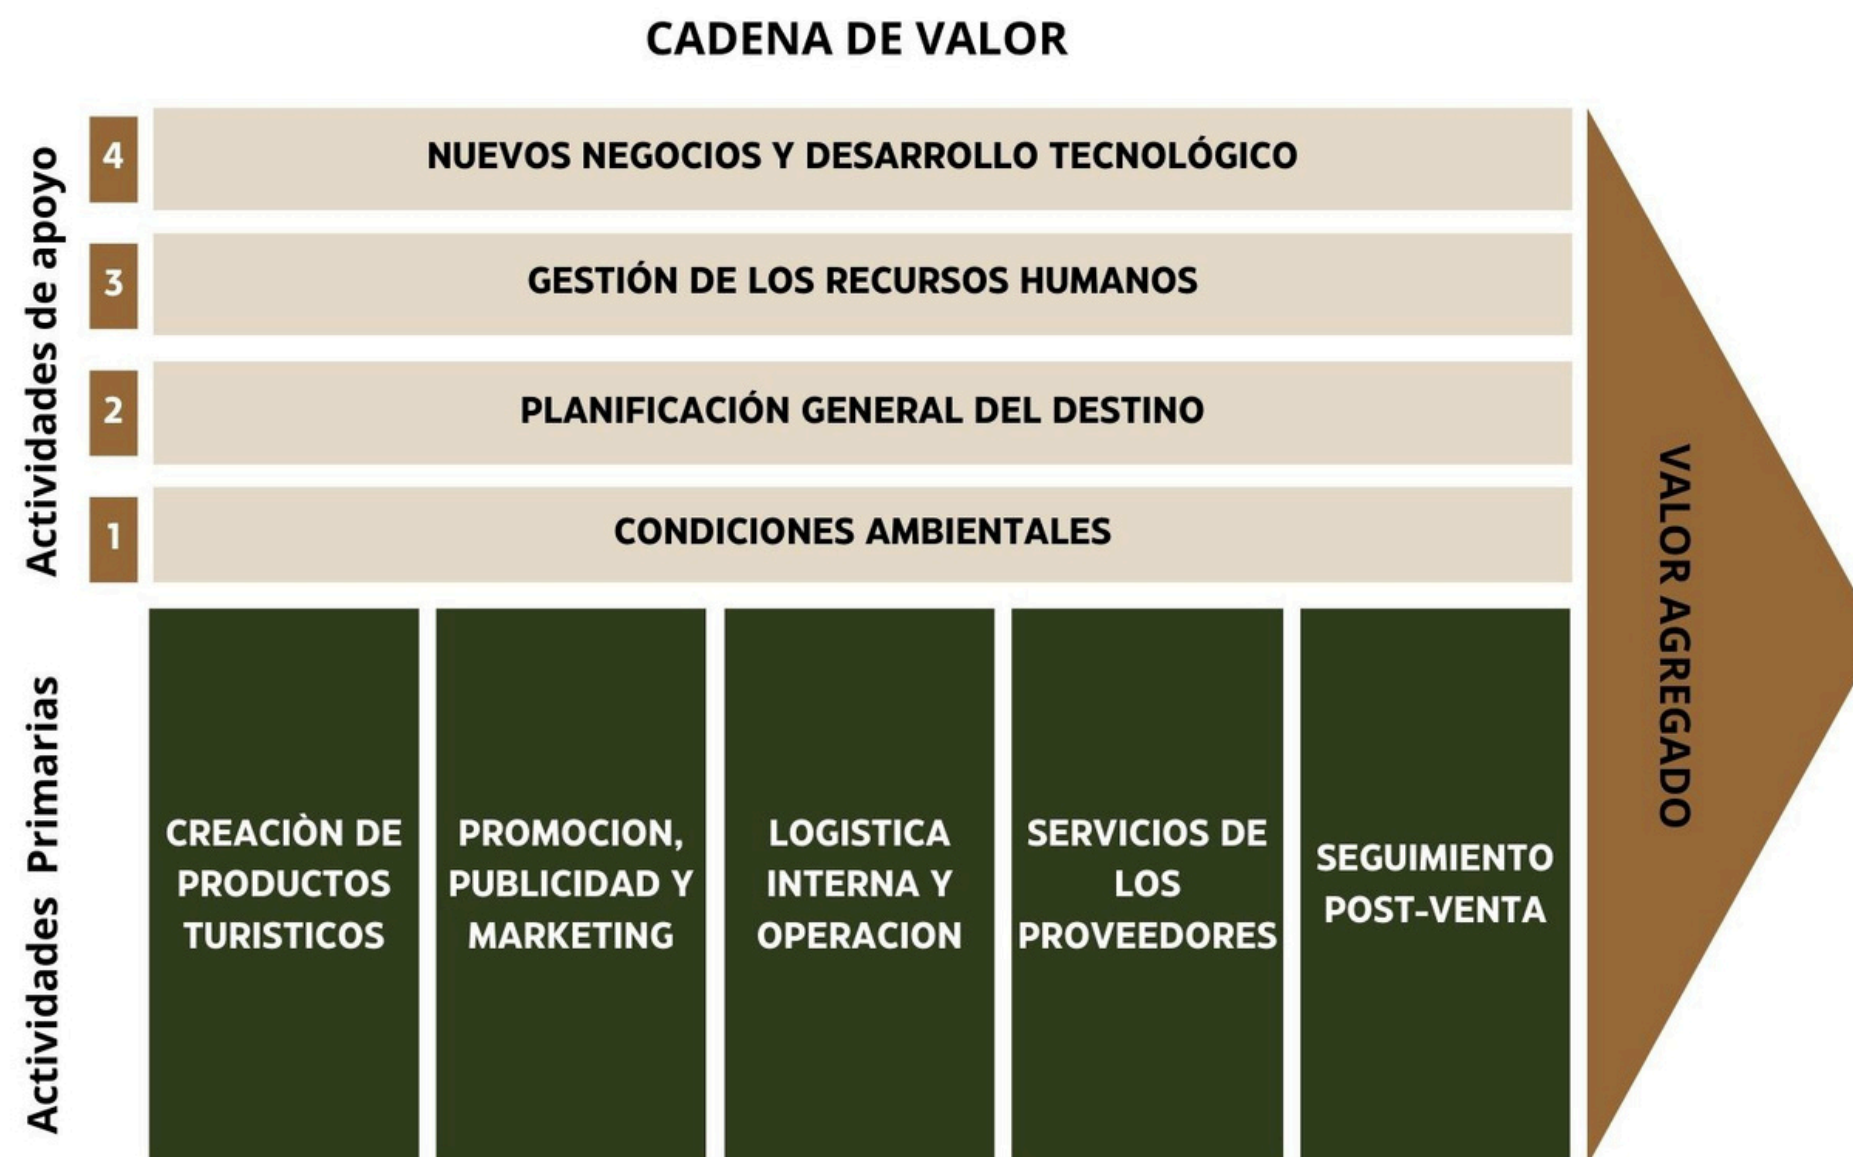 CADENA DE VALOR
Actividades de apoyo
4
NUEVOS NEGOCIOS Y DESARROLLO TECNOLÓGICO
3
GESTIÓN DE LOS RECURSOS HUMANOS
2
PLANIFICACIÓN GENERAL DEL DESTINO
1
CONDICIONES AMBIENTALES
Actividades Primarias
CREACIÒN DE
PRODUCTOS
TURISTICOS
PROMOCION,
PUBLICIDAD Y
MARKETING
LOGISTICA
INTERNA Y
OPERACION
SERVICIOS DE
LOS
PROVEEDORES
SEGUIMIENTO
POST-VENTA
VALOR AGREGADO